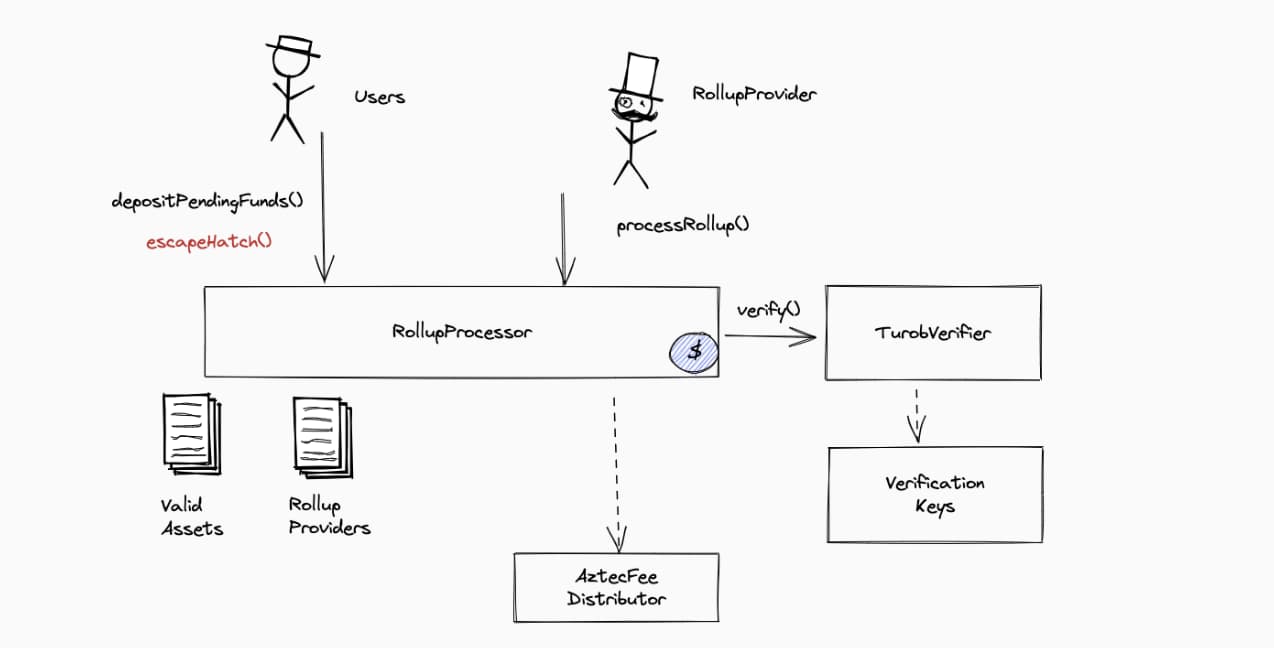 Users
RollupProvider
depositPendingFunds()
escapeHatch()
processRollup()
RollupProcessor
$
verify()
TurobVerifier
Valid
Assets
Rollup
Providers
Verification
Keys
AztecFee
Distributor